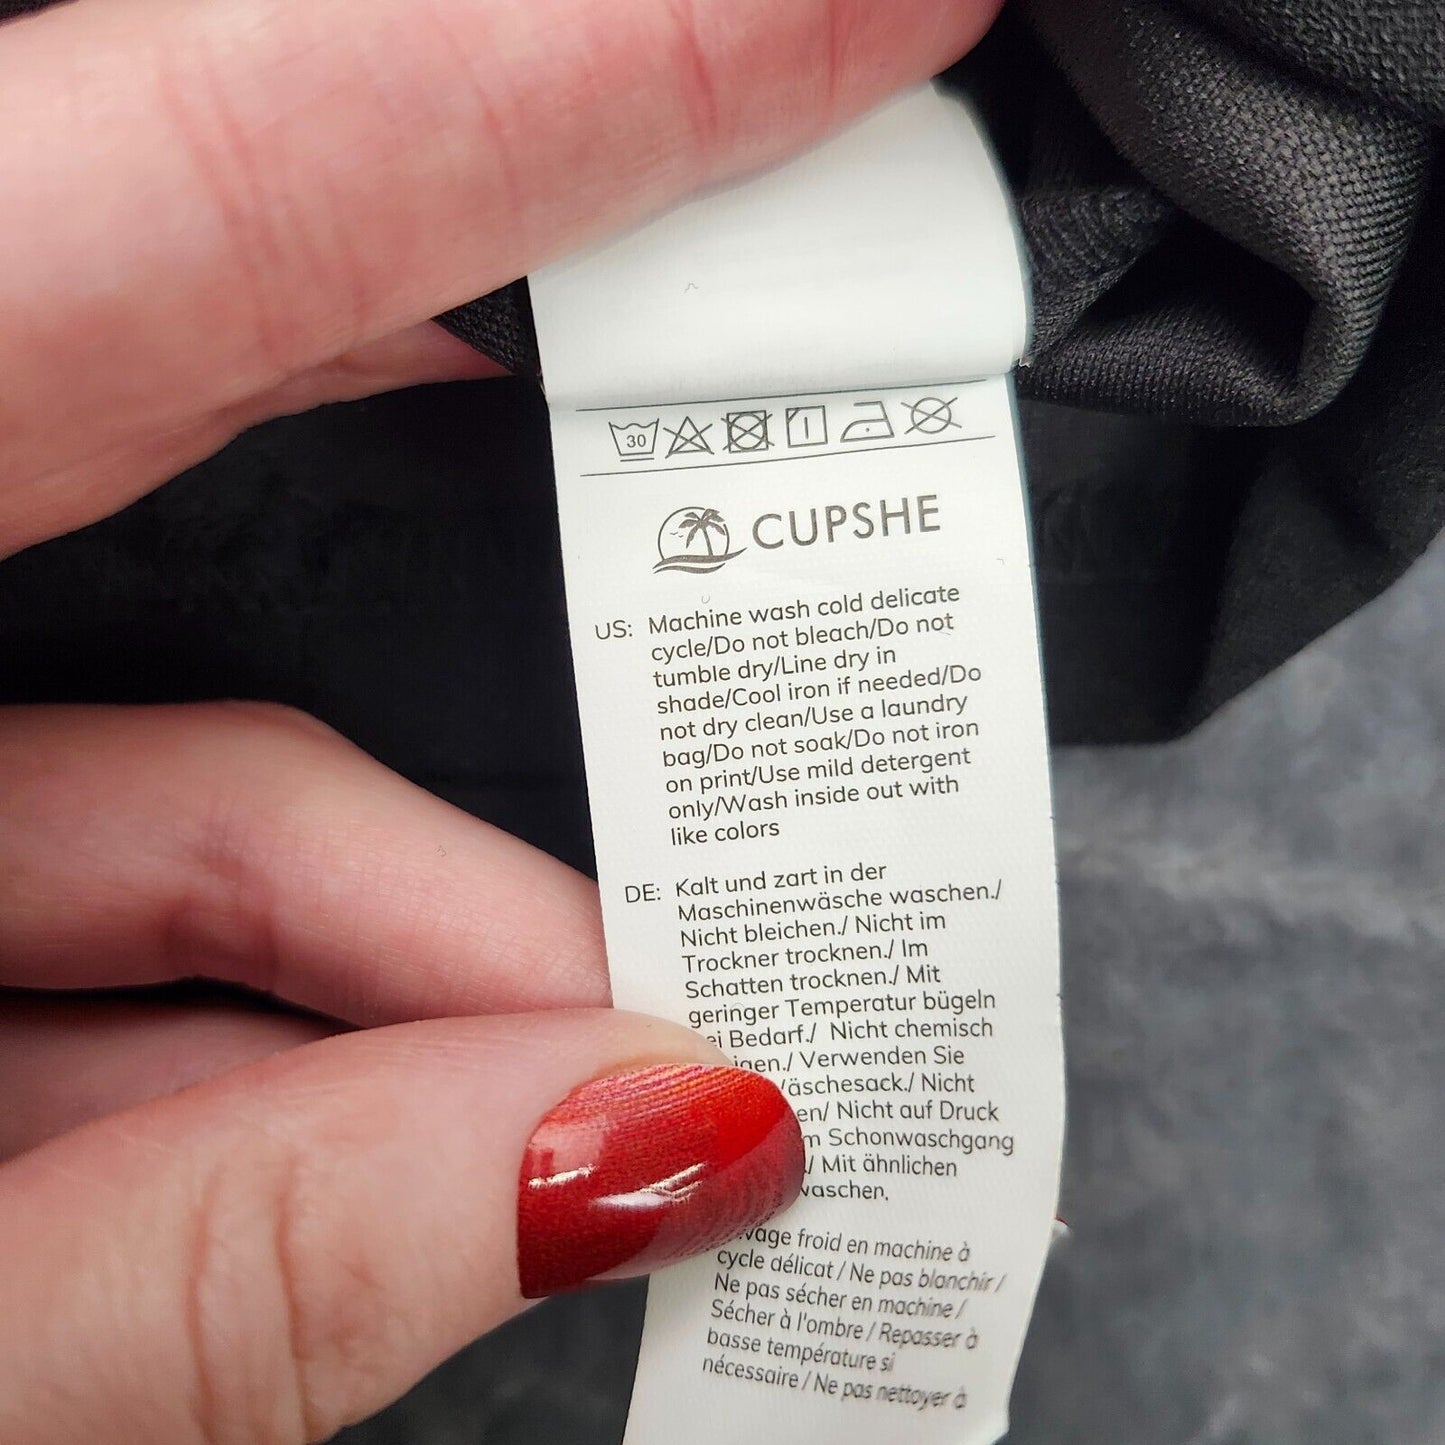 30
CUPSHE
US: Machine wash cold delicate
cycle/Do not bleach/Do not
tumble dry/Line dry in
shade/Cool iron if needed/Do
not dry clean/Use a laundry
bag/Do not soak/Do not iron
on print/Use mild detergent
only/Wash inside out with
like colors
DE: Kalt und zart in der
Maschinenwäsche waschen./
Nicht bleichen./ Nicht im
Trockner trocknen./ Im
Schatten trocknen./ Mit
geringer Temperatur bügeln
Bedarf./ Nicht chemisch
Verwenden Sie
Nicht
Nicht auf Druck
Schonwaschgang
Mit ähnlichen
froid en machine à
cycle délicat / Ne pas blanchir /
Ne pas sécher en machine /
Sécher à l'ombre / Repasser à
basse température si
nécessaire / Ne pas nettoyer à